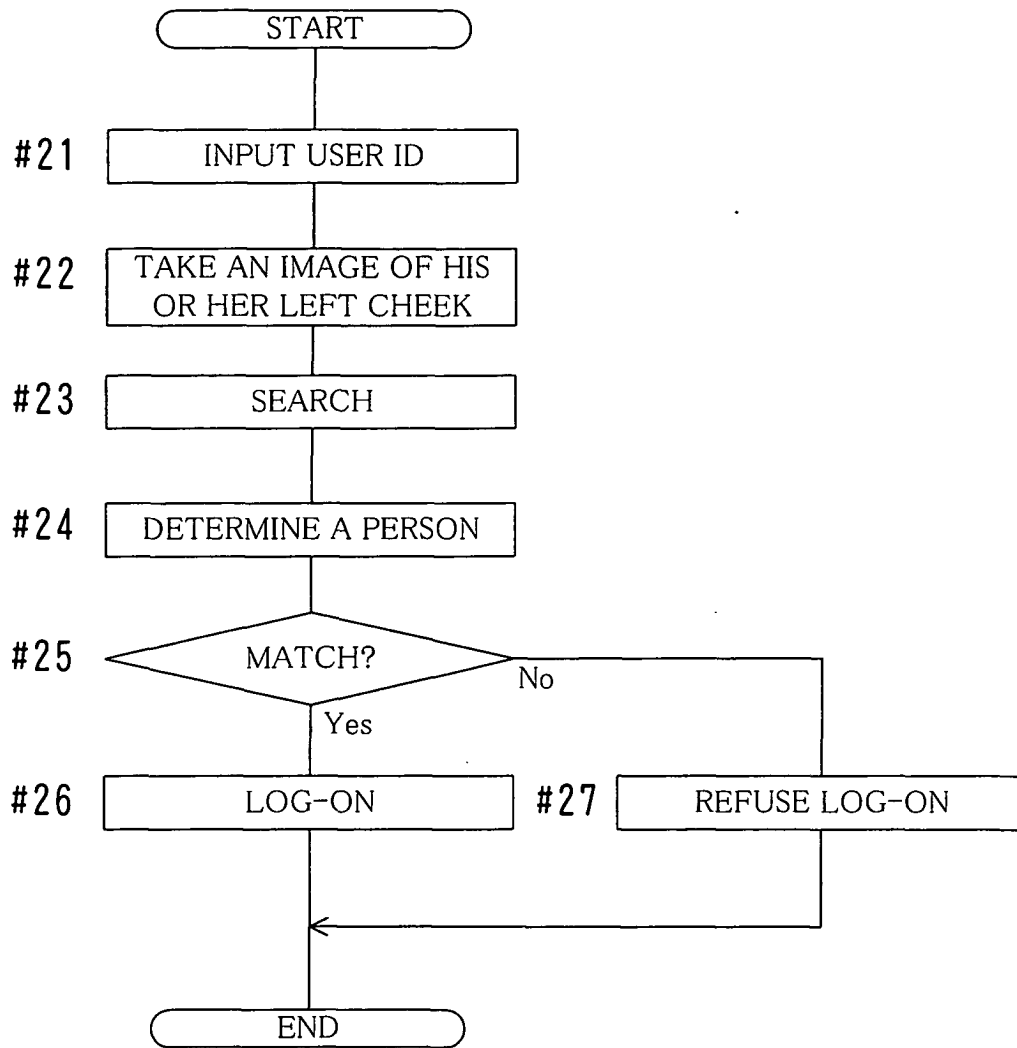 START
#21 INPUT USER ID
#22 TAKE AN IMAGE OF HIS
OR HER LEFT CHEEK
#23 SEARCH
#24 DETERMINE A PERSON
#25 MATCH?
No
Yes
#26 LOG-ON #27 REFUSE LOG-ON
END